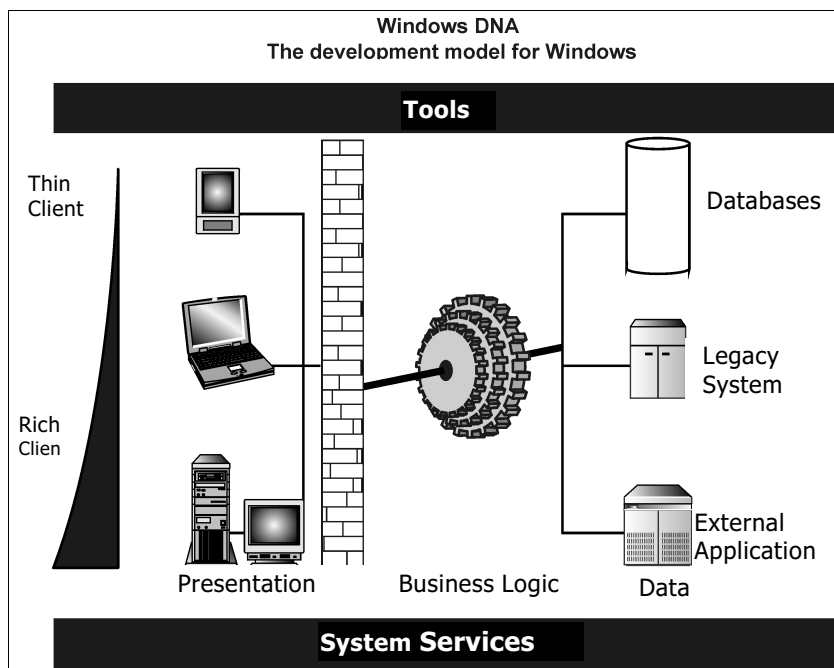 Windows DNA
The development model for Windows
Tools
Thin
Client
Databases
Legacy
System
Rich
Clien
External
Application
Presentation
Business Logic
Data
System Services